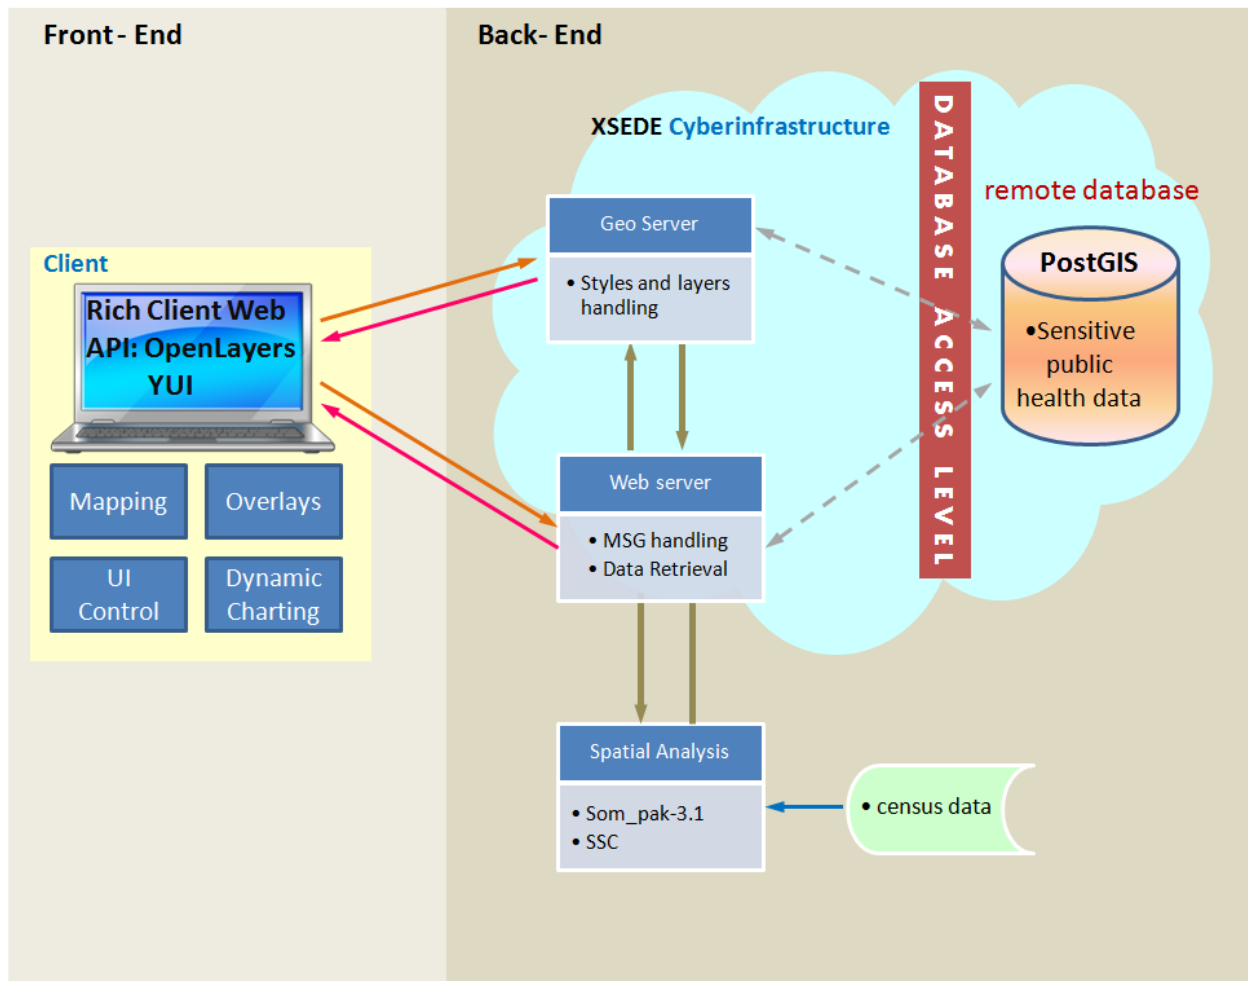 Front - End
Back- End
XSEDE Cyberinfrastructure
DATABASE ACCESS LEVEL
remote database
PostGIS
•Sensitive
public
health data
Geo Server
• Styles and layers
handling
Client
Rich Client Web
API: OpenLayers
YUI
Mapping
Overlays
UI
Control
Dynamic
Charting
Web server
• MSG handling
• Data Retrieval
Spatial Analysis
• Som_pak-3.1
• SSC
• census data